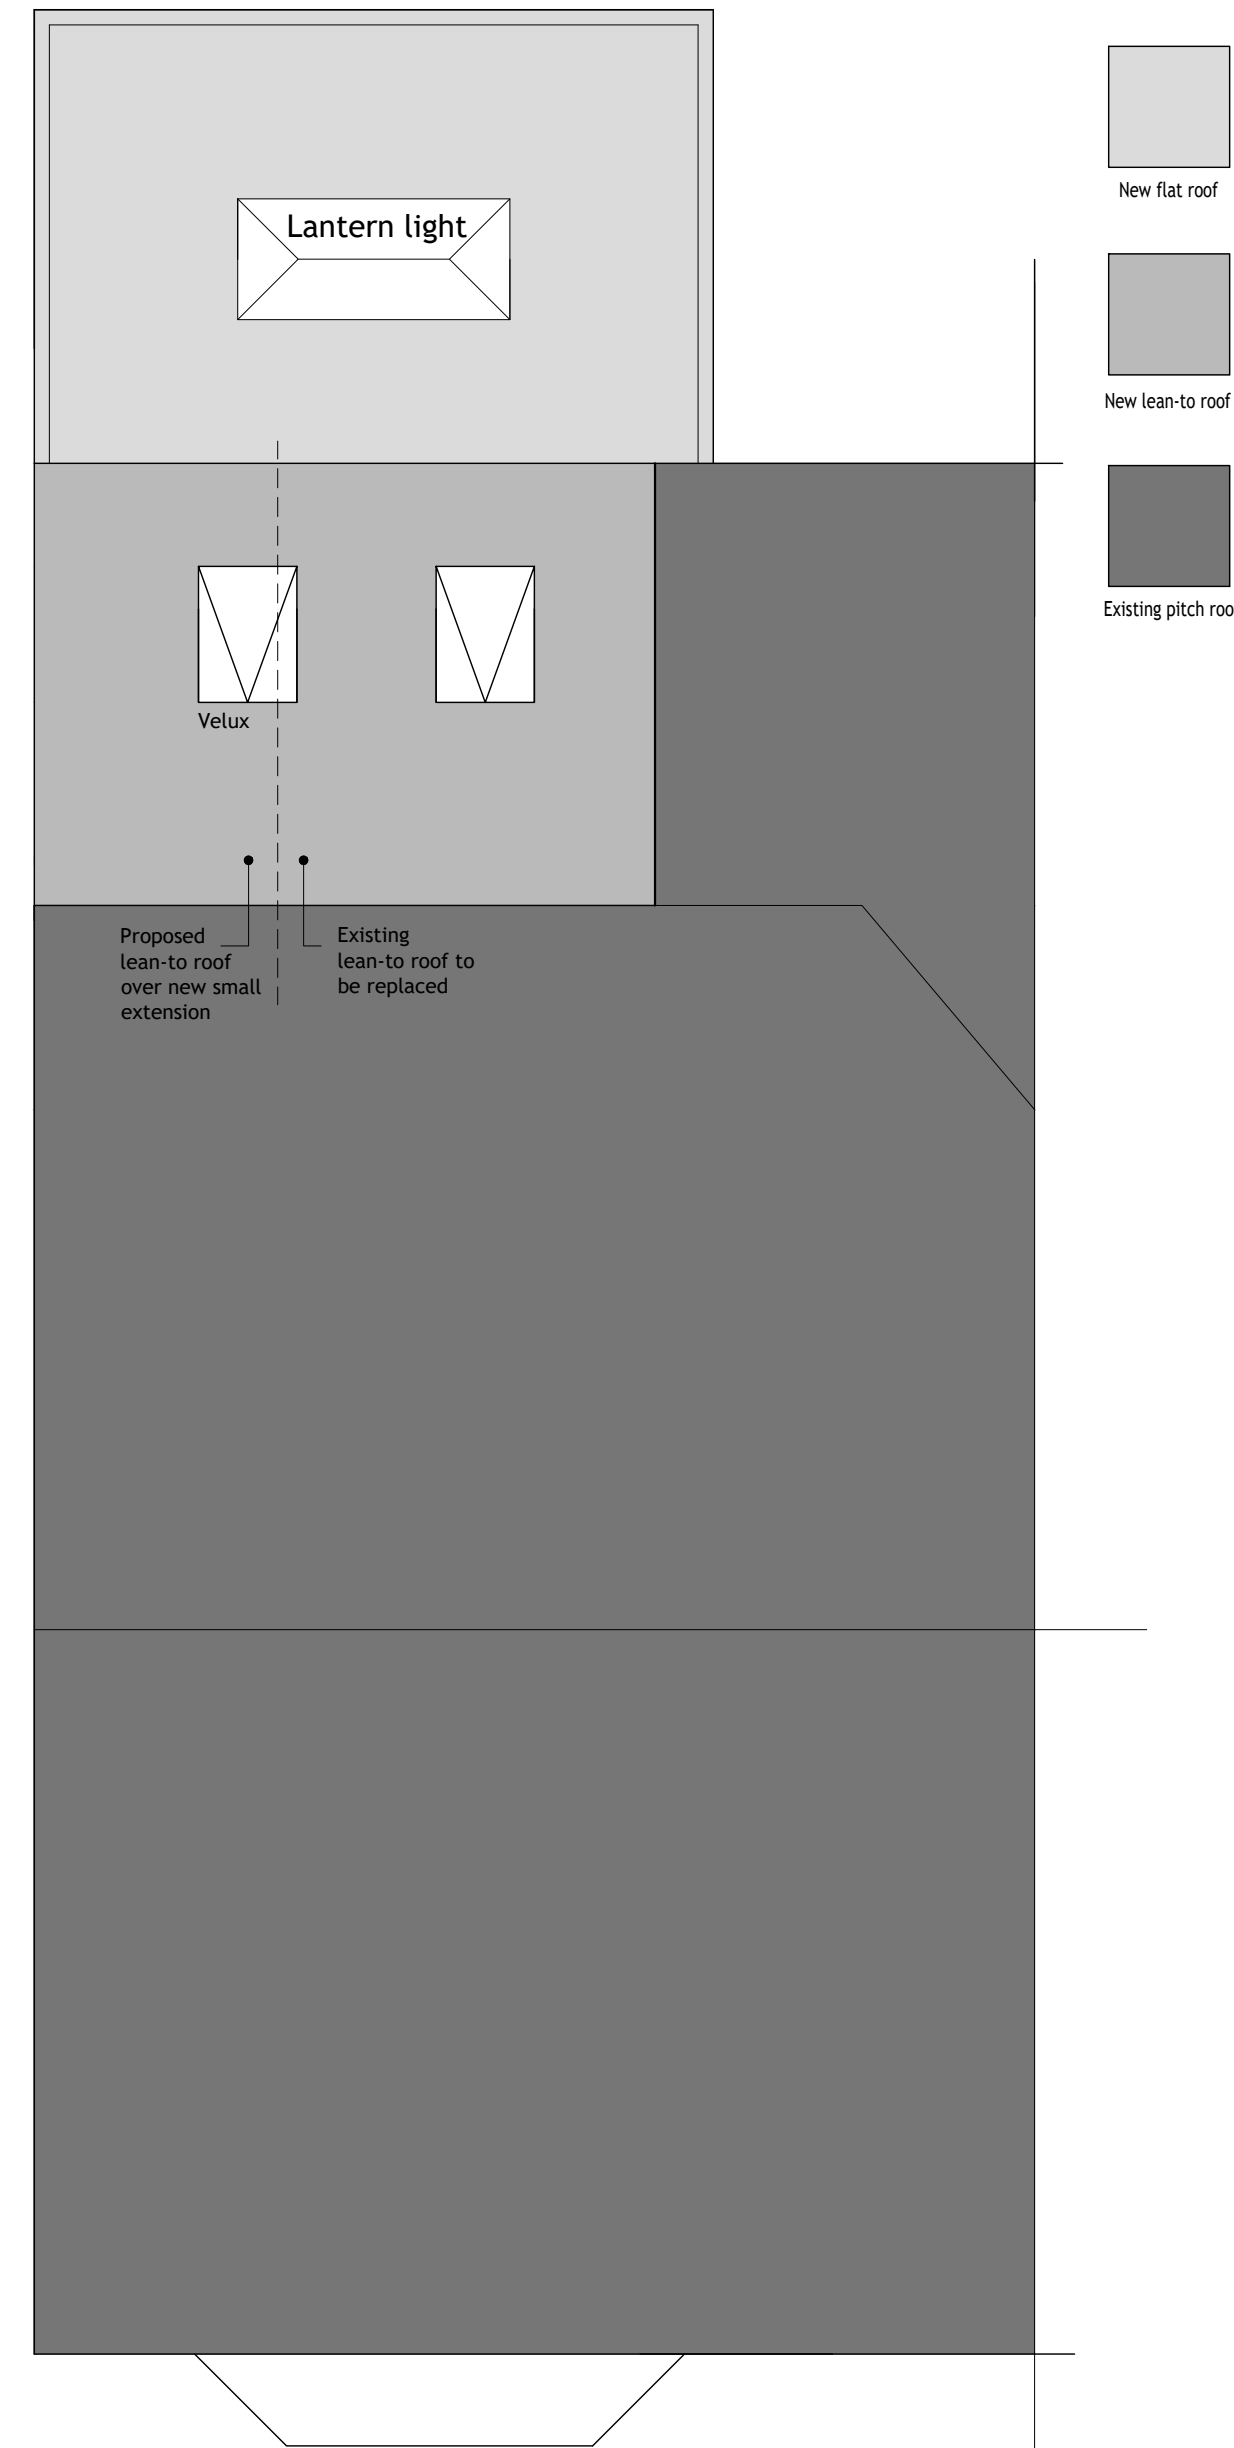 Lantern light
New flat roof
New lean-to roof
Existing pitch roo
Velux
Proposed
lean-to roof
over new small
extension
Existing
lean-to roof to
be replaced